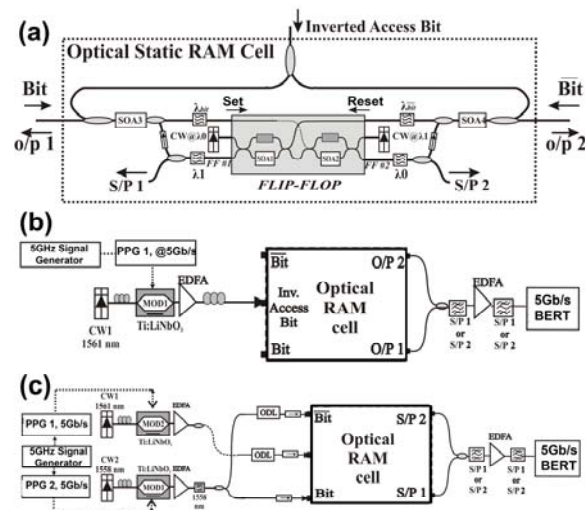 (a)
Inverted Access Bit
Optical Static RAM Cell
Bit
Bit
SOA3
λbit
Set
Reset
λbit
SOA4
CW@λ0
CW@λ1
o/p 1
o/p 2
S/P 1
λ1
FF #1
SOA1
SOA2
FF #2
λ0
S/P 2
FLIP-FLOP
(b)
5GHz Signal
Generator
PPG 1, @5Gb/s
EDFA
MOD1
CW1
1561 nm
Ti:LiNbO3
Bit
Inv.
Access
Bit
Bit
Optical
RAM
cell
O/P 2
O/P 1
EDFA
S/P 1
or
S/P 2
S/P 1
or
S/P 2
5Gb/s
BERT
(c)
PPG 1, 5Gb/s
5GHz Signal
Generator
PPG 2, 5Gb/s
CW1
1561 nm
MOD2
EDFA
Ti:LiNbO3
CW2
1558 nm
Ti:LiNbO3
EDFA
MOD1
1558
nm
ODL
ODL
Bit
Bit
Optical
RAM
cell
S/P 2
S/P 1
EDFA
S/P 1
or
S/P 2
S/P 1
or
S/P 2
5Gb/s
BERT